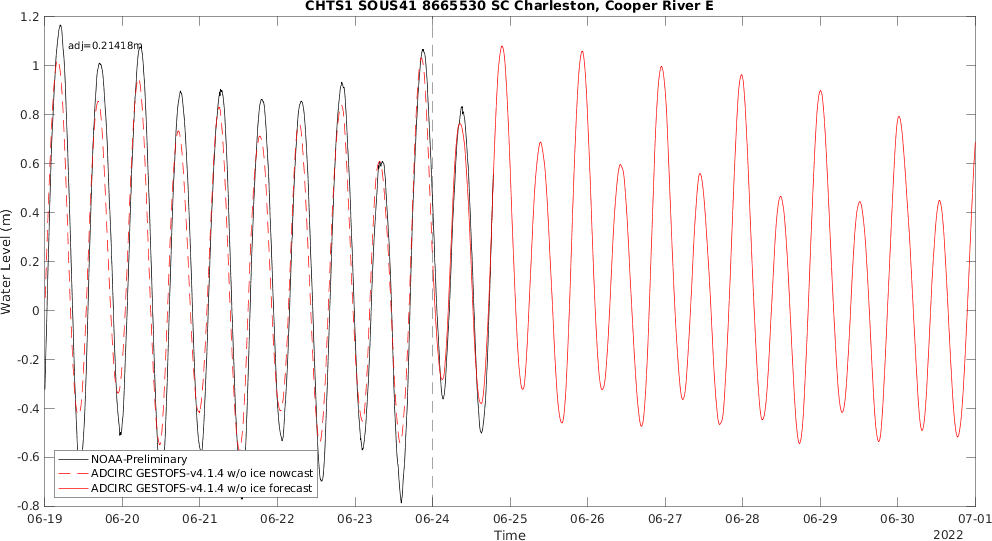 CHTS1 SOUS41 8665530 SC Charleston, Cooper River E
adj=0.21418m
Water Level (m)
1.2
1
0.8
0.6
0.4
0.2
0
-0.2
-0.4
-0.6
-0.8
NOAA-Preliminary
ADCIRC GESTOFS-v4.1.4 w/o ice nowcast
ADCIRC GESTOFS-v4.1.4 w/o ice forecast
06-19 06-20 06-21 06-22 06-23 06-24 06-25 06-26 06-27 06-28 06-29 06-30 07-01
Time
2022